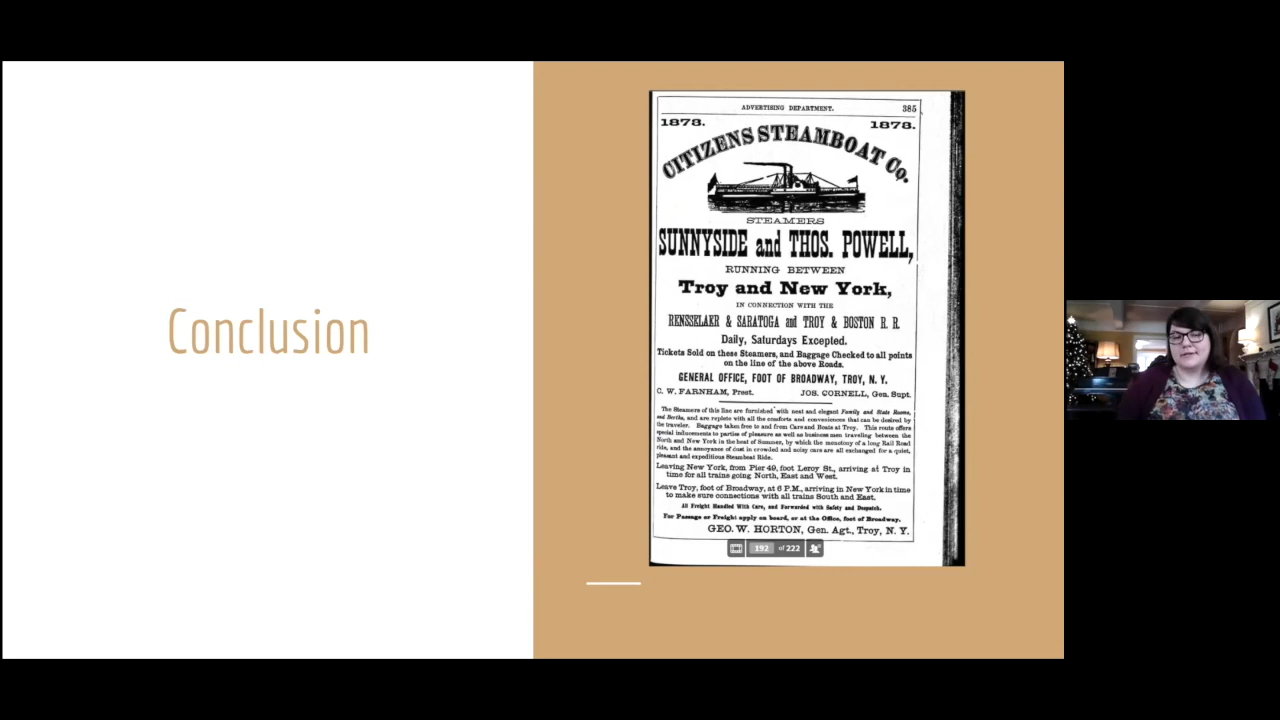 Conclusion
ADVERTISING DEPARTMENT. 385
1873. 1873.
CITIZENS STEAMBOAT Co.
STEAMERS
SUNNYSIDE and THOS. POWELL,
RUNNING BETWEEN
Troy and New York,
IN CONNECTION WITH THE
RENSSELAER & SARATOGA and TROY & BOSTON R. R.
Daily, Saturdays Excepted.
Tickets Sold on these Steamers, and Baggage Checked to all points
on the line of the above Roads.
GENERAL OFFICE, FOOT OF BROADWAY, TROY, N. Y.
C. W. FARNHAM, Prest. JOS. CORNELL, Gen. Supt.
The Steamers of this line are furnished with neat and elegant Family and State Rooms,
and Berths, and are replete with all the comforts and conveniences that can be desired by
the traveler. Baggage taken free to and from Cars and Boats at Troy. This route offers
special inducements to parties of pleasure as well as business men traveling between the
North and New York in the heat of Summer, by which the monotony of a long Rail Road
ride, and the annoyance of dust in crowded and noisy cars are all exchanged for a quiet,
pleasant and expeditious Steamboat Ride.
Leaving New York, from Pier 49, foot Leroy St., arriving at Troy in
time for all trains going North, East and West.
Leave Troy, foot of Broadway, at 6 P.M., arriving in New York in time
to make sure connections with all trains South and East.
All Freight Handled With Care, and Forwarded with Safety and Despatch.
For Passage or Freight apply on board, or at the Office, foot of Broadway.
GEO. W. HORTON, Gen. Agt., Troy, N. Y.
192 of 222